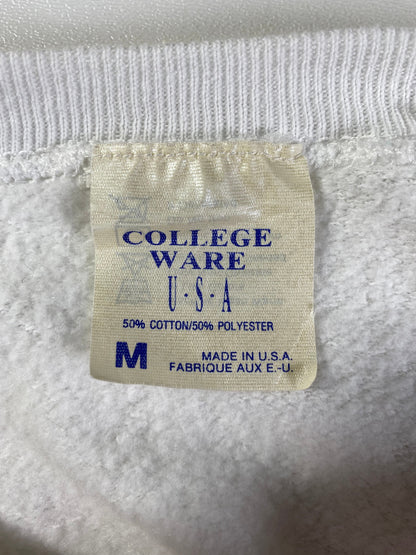 COLLEGE
WARE
U·S·A
50% COTTON/50% POLYESTER
M
MADE IN U.S.A.
FABRIQUE AUX E.-U.